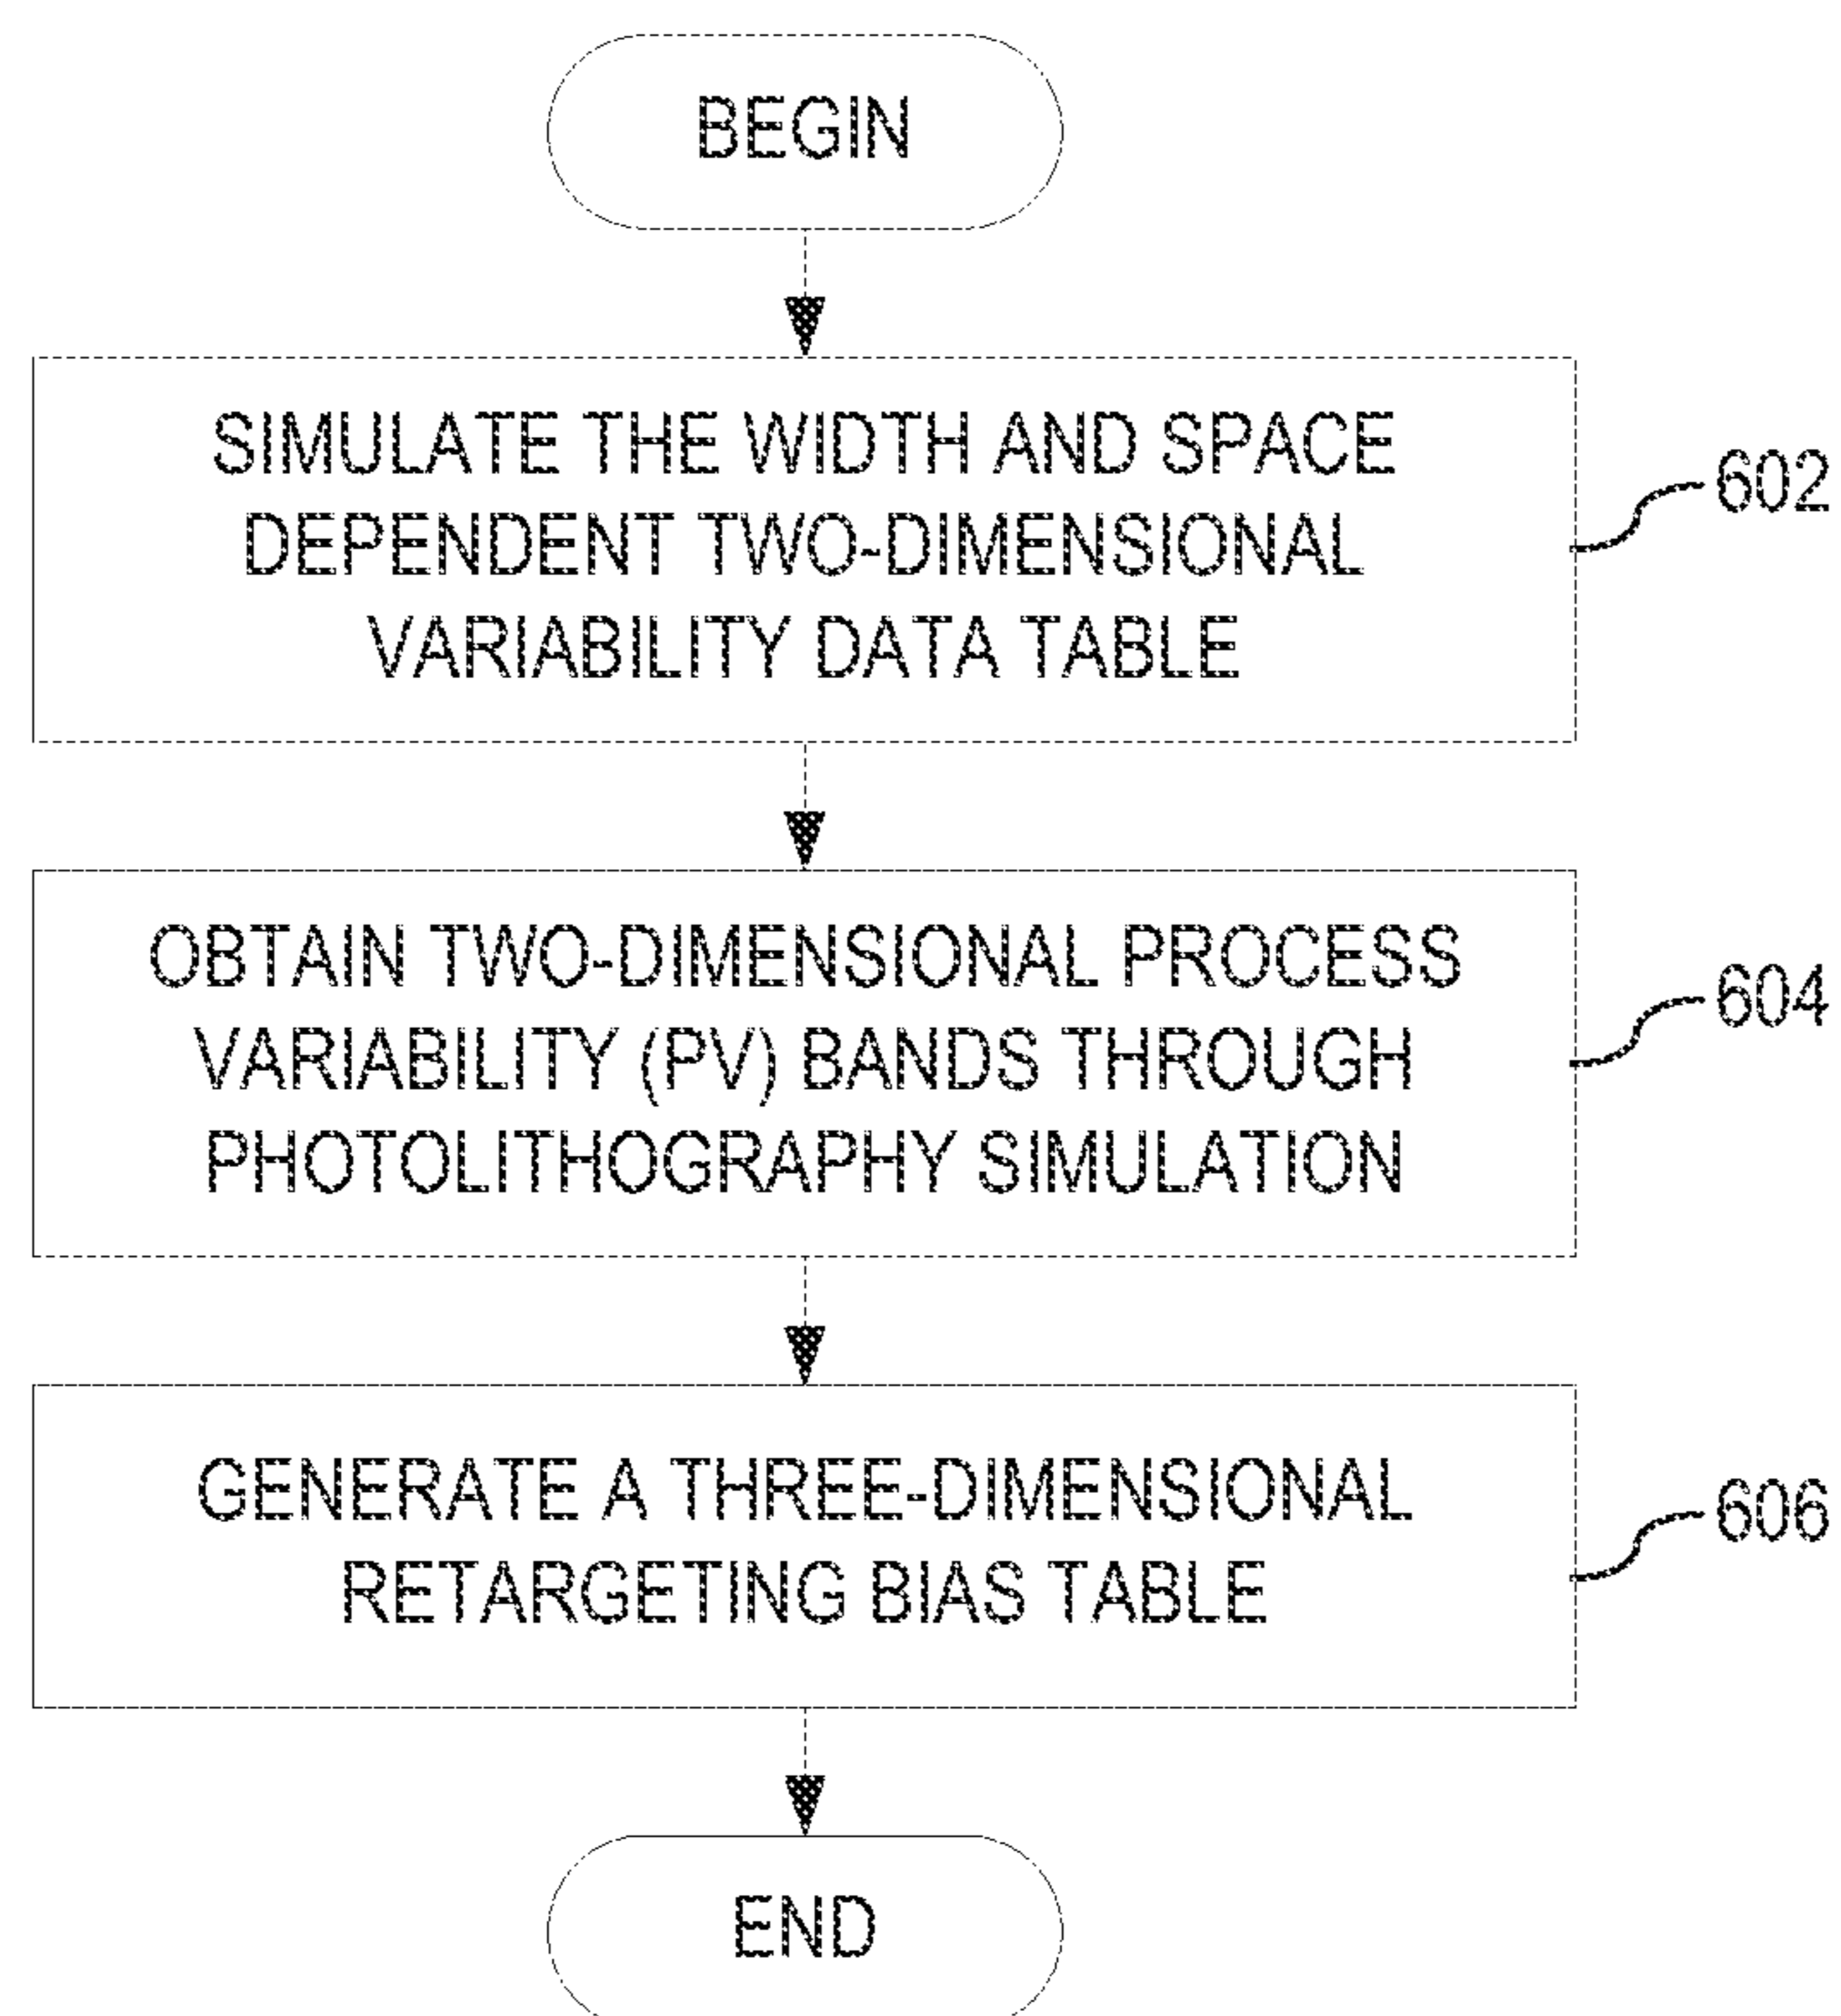 BEGIN
SIMULATE THE WIDTH AND SPACE
DEPENDENT TWO-DIMENSIONAL
VARIABILITY DATA TABLE
602
OBTAIN TWO-DIMENSIONAL PROCESS
VARIABILITY (PV) BANDS THROUGH
PHOTOLITHOGRAPHY SIMULATION
604
GENERATE A THREE-DIMENSIONAL
RETARGETING BIAS TABLE
606
END